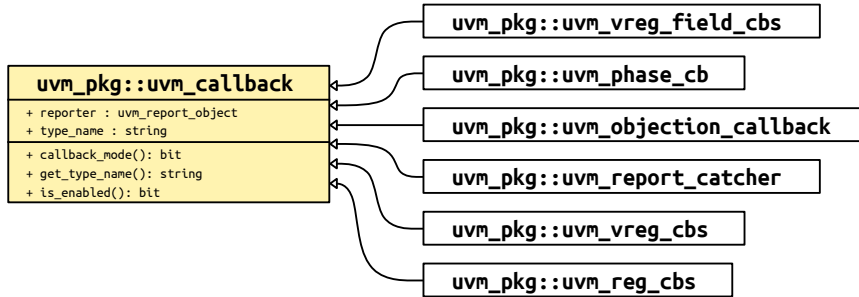 uvm_pkg::uvm_callback
+ reporter : uvm_report_object
+ type_name : string
+ callback_mode(): bit
+ get_type_name(): string
+ is_enabled(): bit
uvm_pkg::uvm_vreg_field_cbs
uvm_pkg::uvm_phase_cb
uvm_pkg::uvm_objection_callback
uvm_pkg::uvm_report_catcher
uvm_pkg::uvm_vreg_cbs
uvm_pkg::uvm_reg_cbs